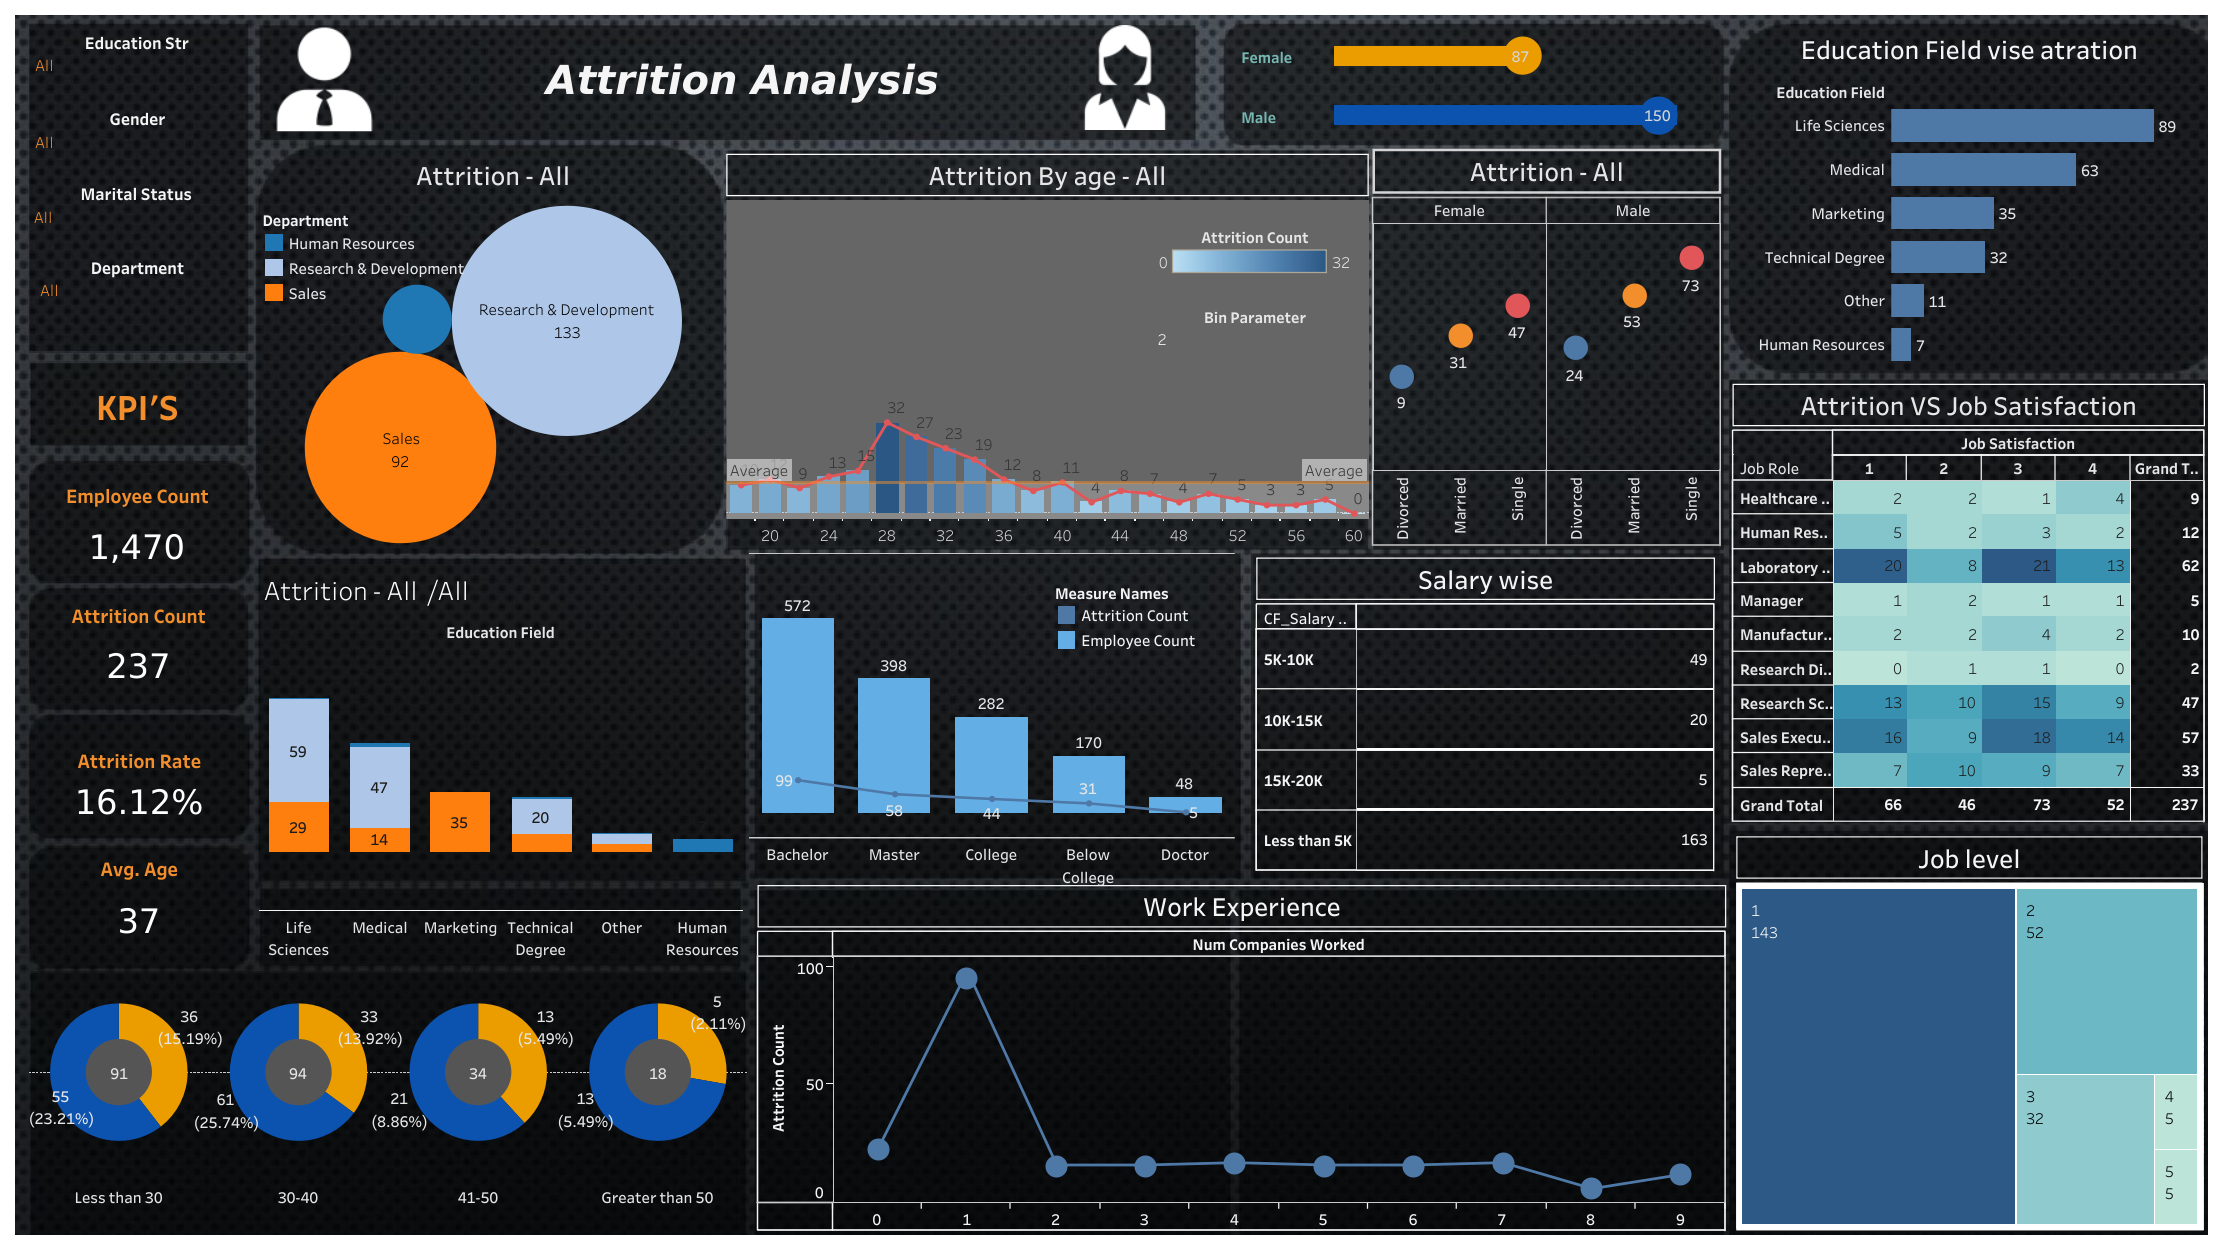 Education Str
All
Gender
All
Marital Status
All
Department
All
KPI’S
Employee Count
1,470
Attrition Count
237
Attrition Rate
16.12%
Avg. Age
37
Attrition Analysis
Female
87
Male
150
Education Field vise atration
Education Field
Life Sciences 89
Medical 63
Marketing 35
Technical Degree 32
Other 11
Human Resources 7
Attrition - All
Department
Human Resources
Research & Development
Sales
Research & Development
133
Sales
92
Attrition By age - All
Attrition Count
0 32
Bin Parameter
2
Average
9 13 15 32 27 23 19 12 8 11 4 8 7 4 7 5 3 3 5 0
Average
20 24 28 32 36 40 44 48 52 56 60
Attrition - All
Female Male
9 31 47 24 53 73
Divorced Married Single Divorced Married Single
Attrition VS Job Satisfaction
Job Satisfaction
Job Role 1 2 3 4 Grand T..
Healthcare .. 2 2 1 4 9
Human Res.. 5 2 3 2 12
Laboratory .. 20 8 21 13 62
Manager 1 2 1 1 5
Manufactur.. 2 2 4 2 10
Research Di.. 0 1 1 0 2
Research Sc.. 13 10 15 9 47
Sales Execu.. 16 9 18 14 57
Sales Repre.. 7 10 9 7 33
Grand Total 66 46 73 52 237
Attrition - All /All
Education Field
59
29
47
14
35
20
Life Sciences
Medical
Marketing
Technical Degree
Other
Human Resources
Measure Names
Attrition Count
Employee Count
572 398 282 170 48
99 58 44 31 5
Bachelor Master College Below College Doctor
Salary wise
CF_Salary ..
5K-10K 49
10K-15K 20
15K-20K 5
Less than 5K 163
Job level
1
143
2
52
3
32
4
5
5
5
Work Experience
Num Companies Worked
Attrition Count
100
50
0
0 1 2 3 4 5 6 7 8 9
36
(15.19%)
91
55
(23.21%)
Less than 30
33
(13.92%)
94
61
(25.74%)
30-40
13
(5.49%)
34
21
(8.86%)
41-50
5
(2.11%)
18
13
(5.49%)
Greater than 50